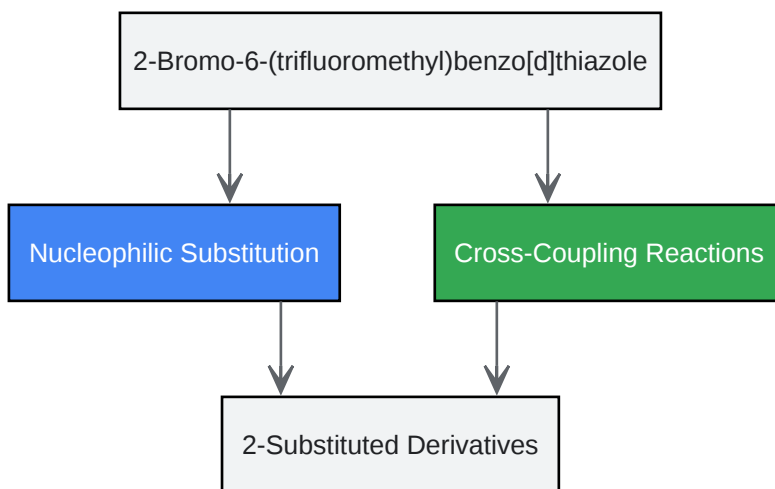 2-Bromo-6-(trifluoromethyl)benzo[d]thiazole
Nucleophilic Substitution
Cross-Coupling Reactions
2-Substituted Derivatives